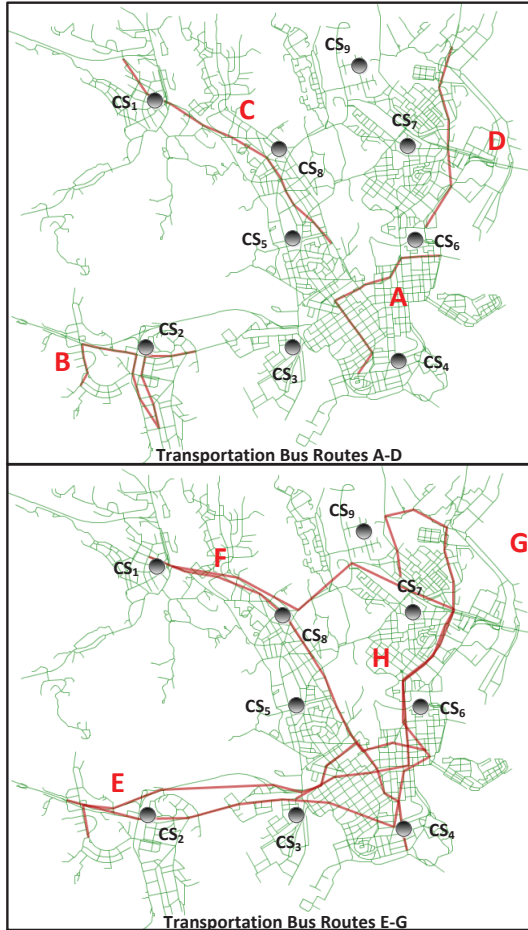 CS9
CS1
C
CS7
D
CS8
CS5
CS6
A
CS2
B
CS3
CS4
Transportation Bus Routes A-D
G
CS9
F
CS1
CS7
CS8
H
CS5
CS6
E
CS2
CS3
CS4
Transportation Bus Routes E-G